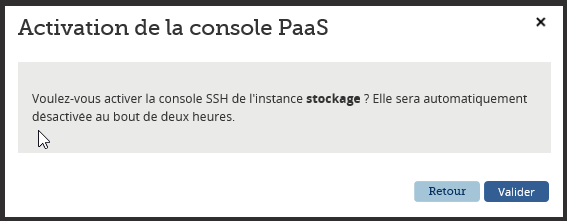 Activation de la console PaaS
×
Voulez-vous activer la console SSH de l'instance stockage ? Elle sera automatiquement
désactivée au bout de deux heures.
Retour
Valider